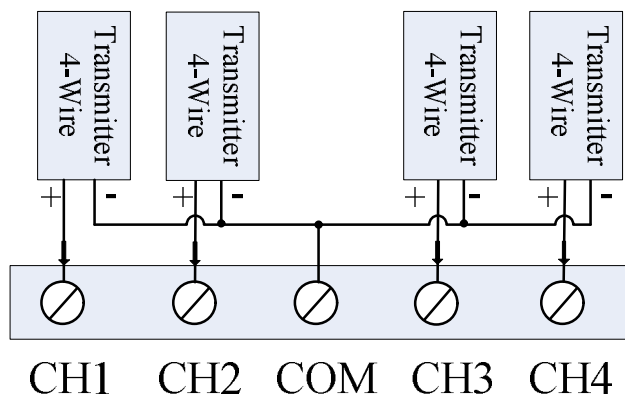 Transmitter
4-Wire
Transmitter
4-Wire
Transmitter
4-Wire
Transmitter
4-Wire
+ - + - + - + -
CH1 CH2 COM CH3 CH4